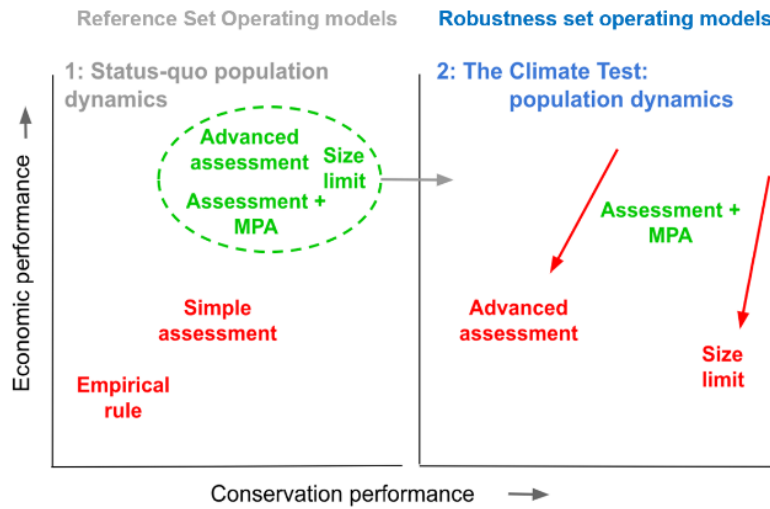 Reference Set Operating models
Robustness set operating models
1: Status-quo population
dynamics
Advanced
assessment
Size
limit
Assessment +
MPA
Simple
assessment
Empirical
rule
2: The Climate Test:
population dynamics
Assessment +
MPA
Advanced
assessment
Size
limit
Economic performance
Conservation performance